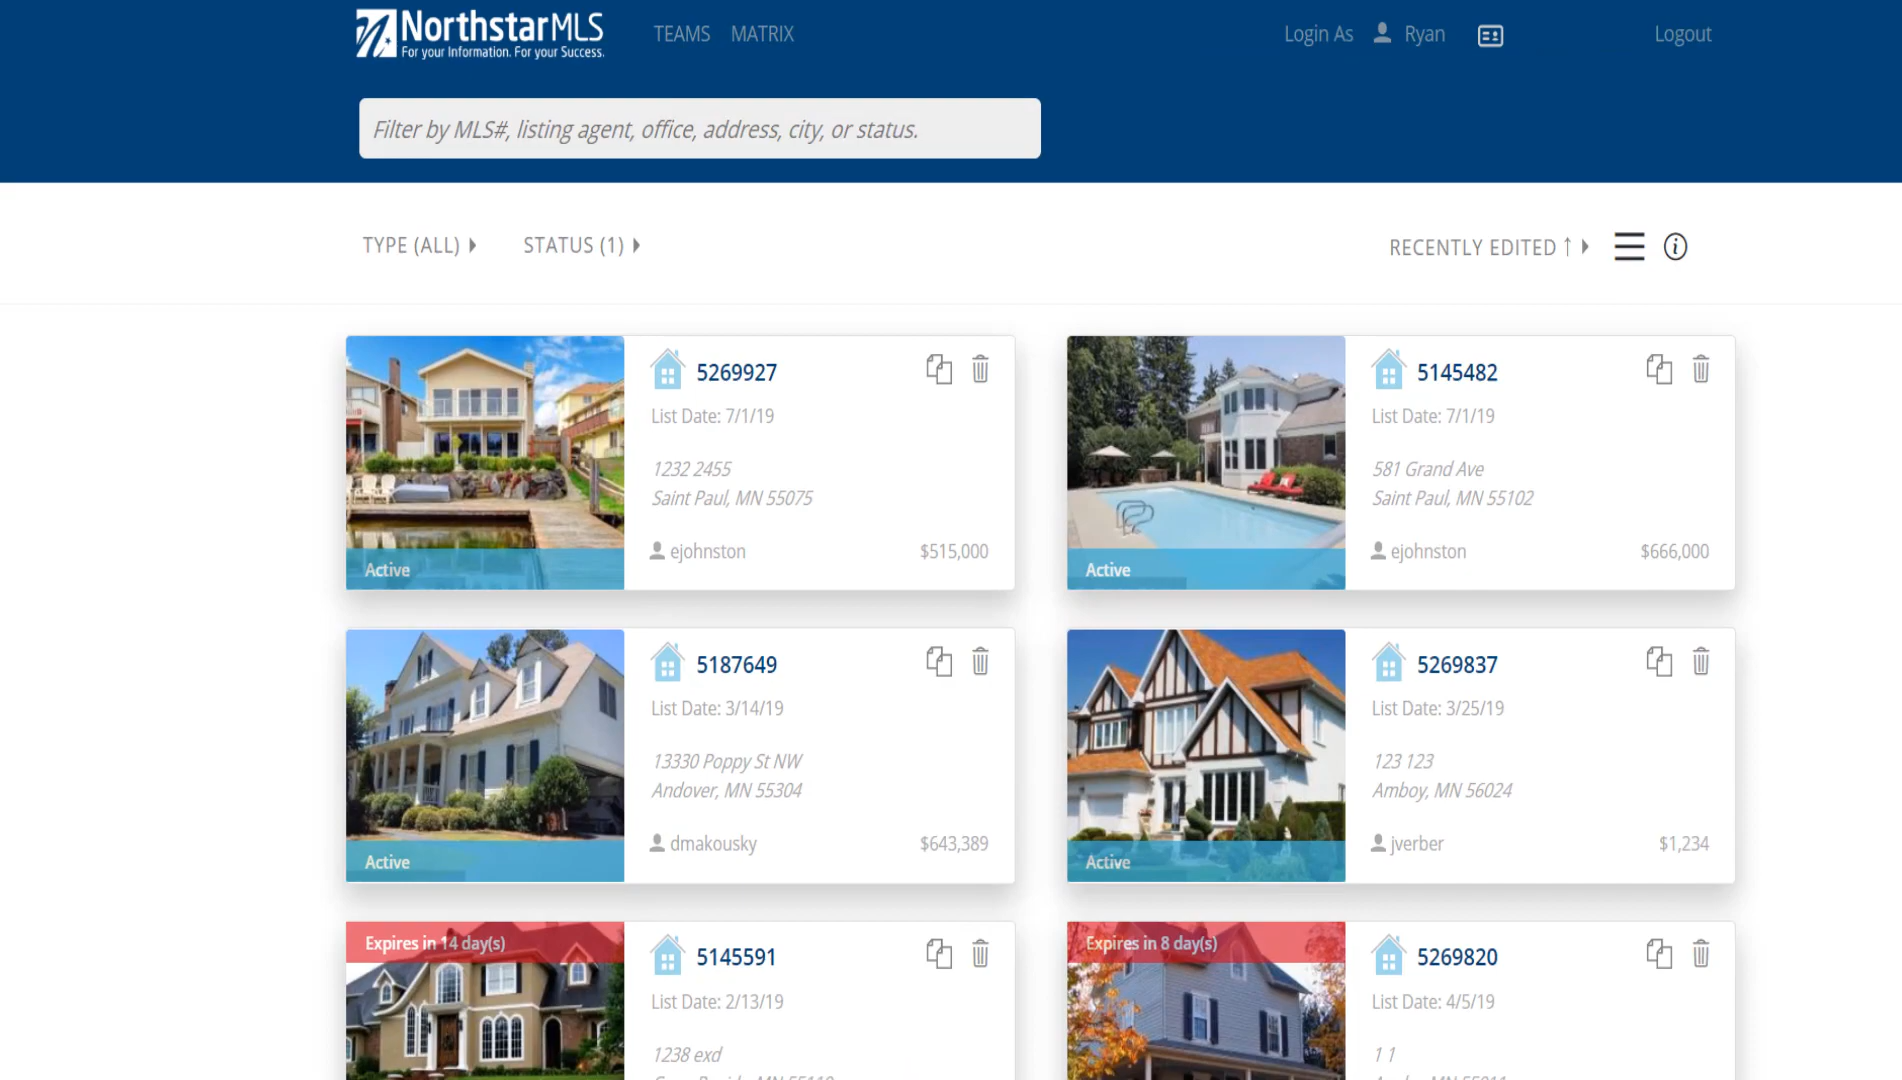 NorthstarMLS
For your Information. For your Success.
TEAMS MATRIX
Login As Ryan
Logout
Filter by MLS#, listing agent, office, address, city, or status.
TYPE (ALL)
STATUS (1)
RECENTLY EDITED ↑
5269927
List Date: 7/1/19
1232 2455
Saint Paul, MN 55075
ejohnston
$515,000
Active
5145482
List Date: 7/1/19
581 Grand Ave
Saint Paul, MN 55102
ejohnston
$666,000
Active
5187649
List Date: 3/14/19
13330 Poppy St NW
Andover, MN 55304
dmakousky
$643,389
Active
5269837
List Date: 3/25/19
123 123
Amboy, MN 56024
jverber
$1,234
Active
Expires in 14 day(s)
5145591
List Date: 2/13/19
1238 exd
Expires in 8 day(s)
5269820
List Date: 4/5/19
1 1